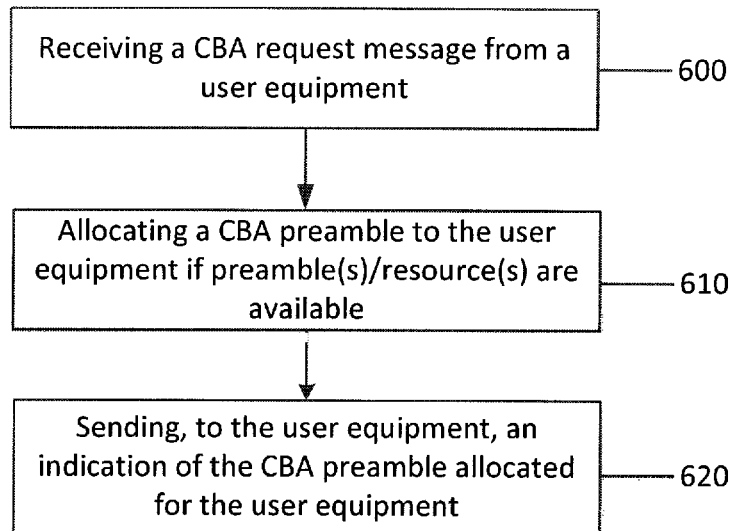 Receiving a CBA request message from a
user equipment
600
Allocating a CBA preamble to the user
equipment if preamble(s)/resource(s) are
available
610
Sending, to the user equipment, an
indication of the CBA preamble allocated
for the user equipment
620